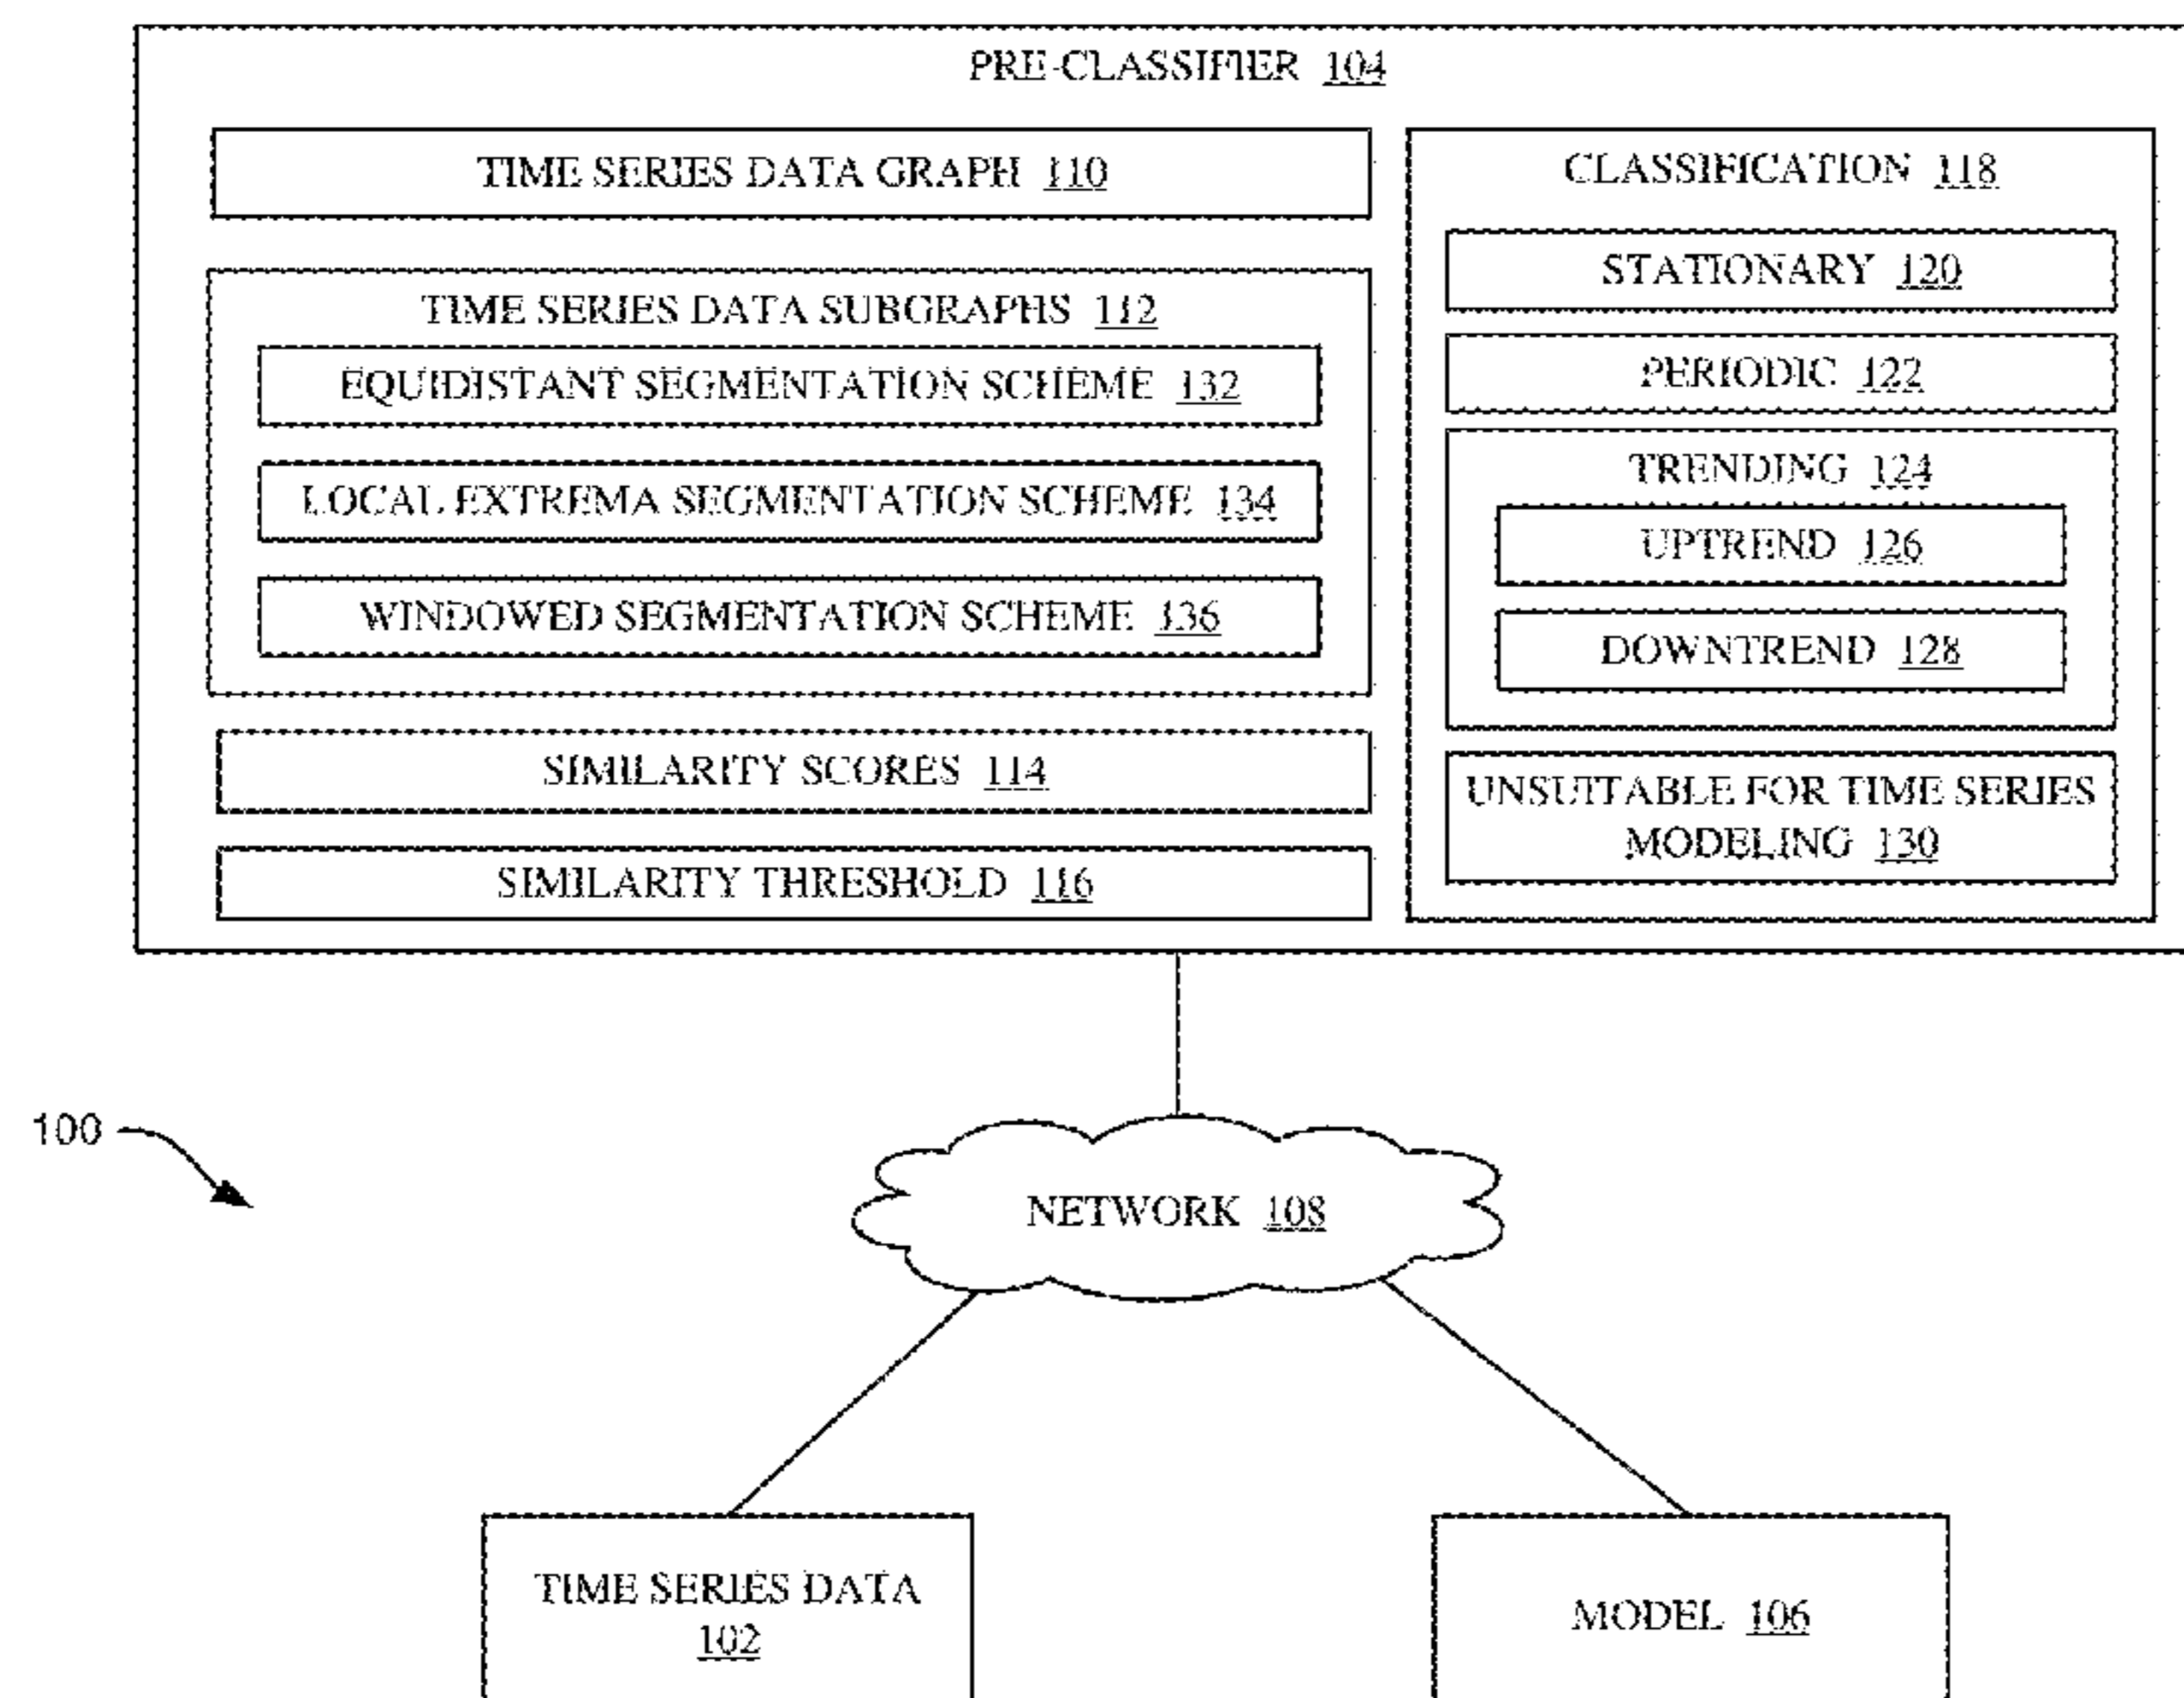 PRE-CLASSIFIER 104
TIME SERIES DATA GRAPH 110
TIME SERIES DATA SUBGRAPHS 112
EQUIDISTANT SEGMENTATION SCHEME 132
LOCAL EXTREMA SEGMENTATION SCHEME 134
WINDOWED SEGMENTATION SCHEME 136
SIMILARITY SCORES 114
SIMILARITY THRESHOLD 116
CLASSIFICATION 118
STATIONARY 120
PERIODIC 122
TRENDING 124
UPTREND 126
DOWNTREND 128
UNSUITABLE FOR TIME SERIES
MODELING 130
100
NETWORK 108
TIME SERIES DATA
102
MODEL 106